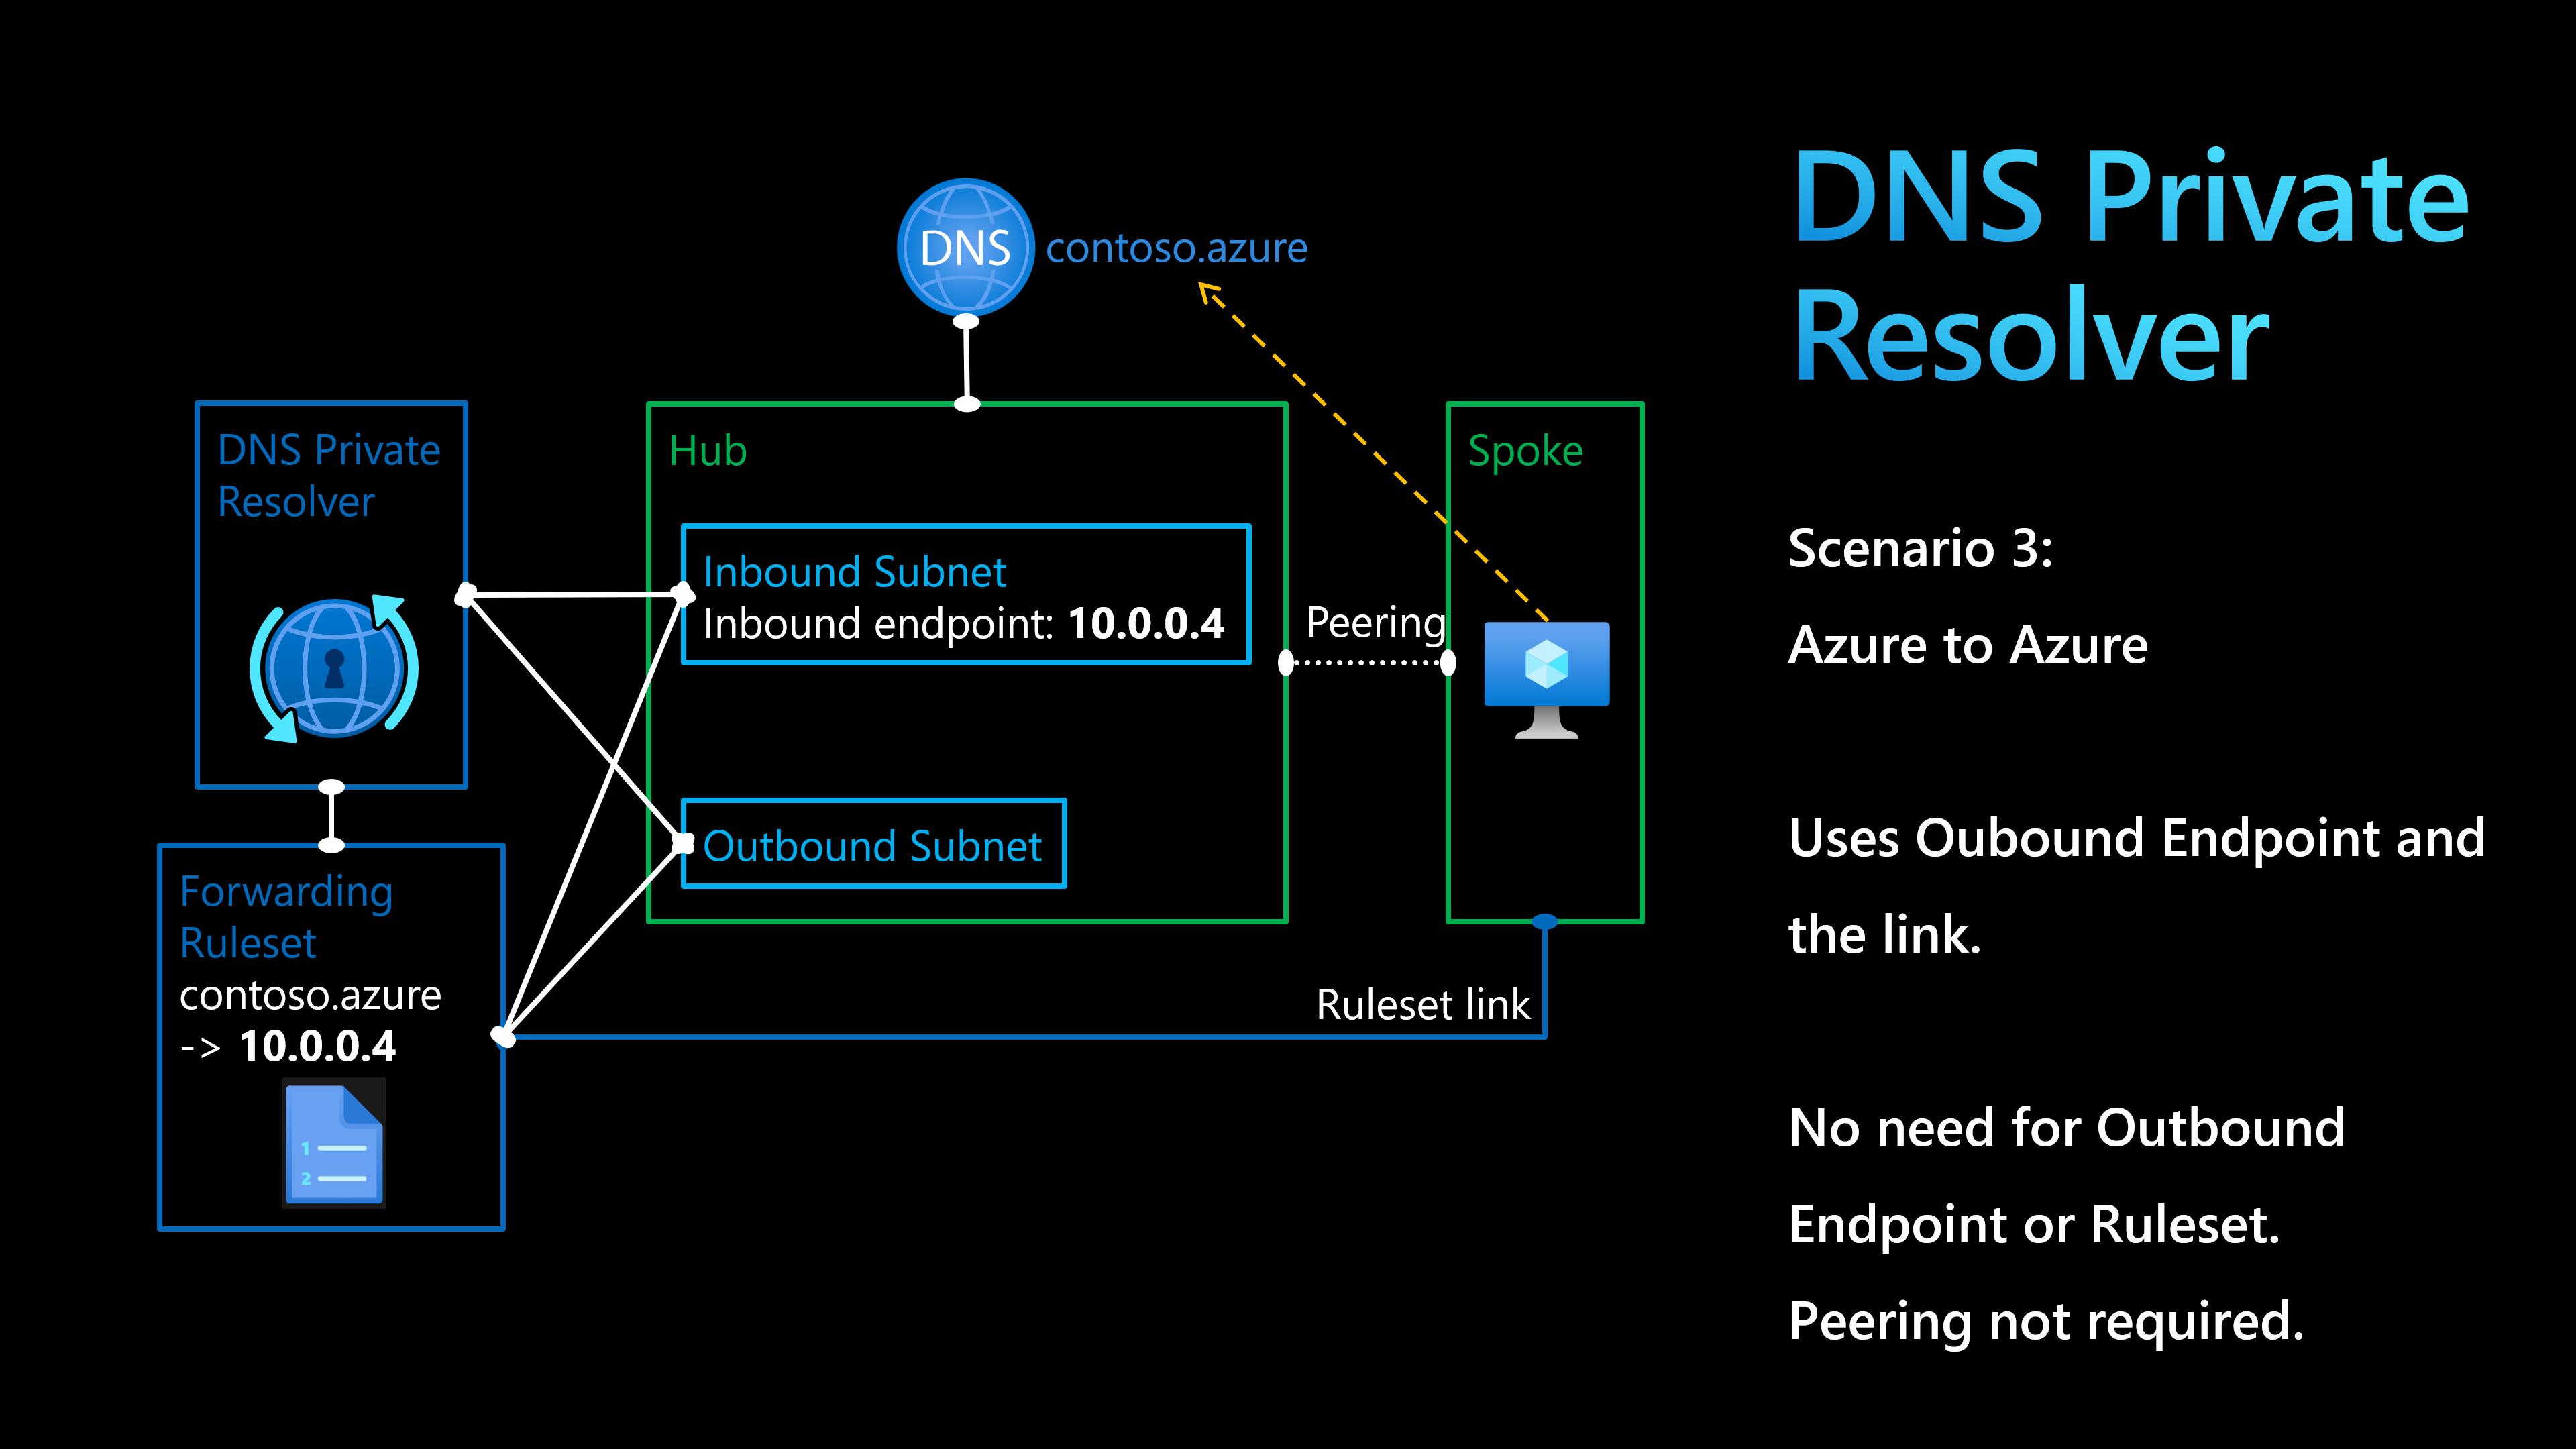 DNS Private
Resolver
DNS
contoso.azure
DNS Private
Resolver
Hub
Spoke
Inbound Subnet
Inbound endpoint: 10.0.0.4
Peering
Outbound Subnet
Forwarding
Ruleset
contoso.azure
-> 10.0.0.4
1
2
Ruleset link
Scenario 3:
Azure to Azure
Uses Oubound Endpoint and
the link.
No need for Outbound
Endpoint or Ruleset.
Peering not required.